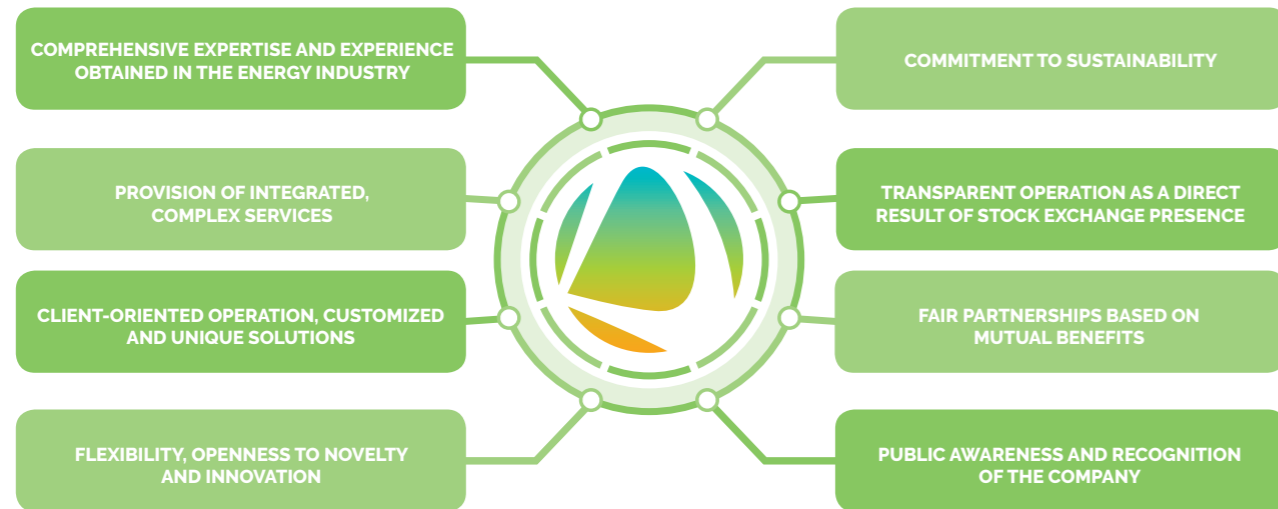 COMPREHENSIVE EXPERTISE AND EXPERIENCE
OBTAINED IN THE ENERGY INDUSTRY
PROVISION OF INTEGRATED,
COMPLEX SERVICES
CLIENT-ORIENTED OPERATION, CUSTOMIZED
AND UNIQUE SOLUTIONS
FLEXIBILITY, OPENNESS TO NOVELTY
AND INNOVATION
COMMITMENT TO SUSTAINABILITY
TRANSPARENT OPERATION AS A DIRECT
RESULT OF STOCK EXCHANGE PRESENCE
FAIR PARTNERSHIPS BASED ON
MUTUAL BENEFITS
PUBLIC AWARENESS AND RECOGNITION
OF THE COMPANY